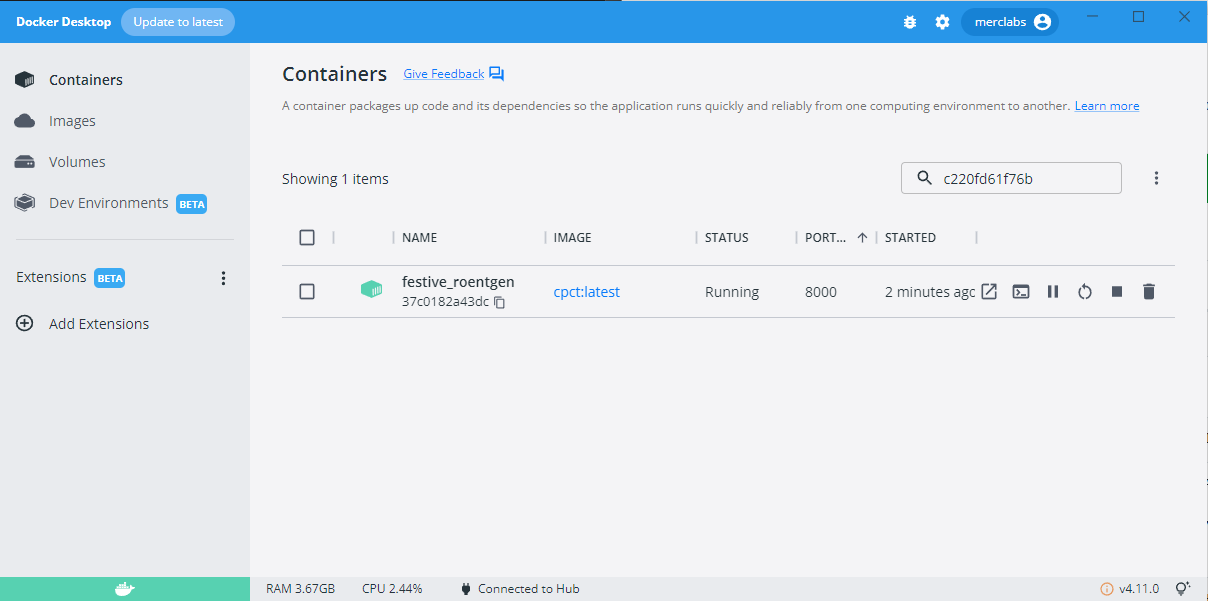 Docker Desktop Update to latest merclabs
Containers
Images
Volumes
Dev Environments BETA
Extensions BETA
Add Extensions
Containers Give Feedback
A container packages up code and its dependencies so the application runs quickly and reliably from one computing environment to another. Learn more
Showing 1 items c220fd61f76b
NAME IMAGE STATUS PORT... STARTED
festive_roentgen
37c0182a43dc
cpct:latest Running 8000 2 minutes agc
RAM 3.67GB CPU 2.44% Connected to Hub v4.11.0